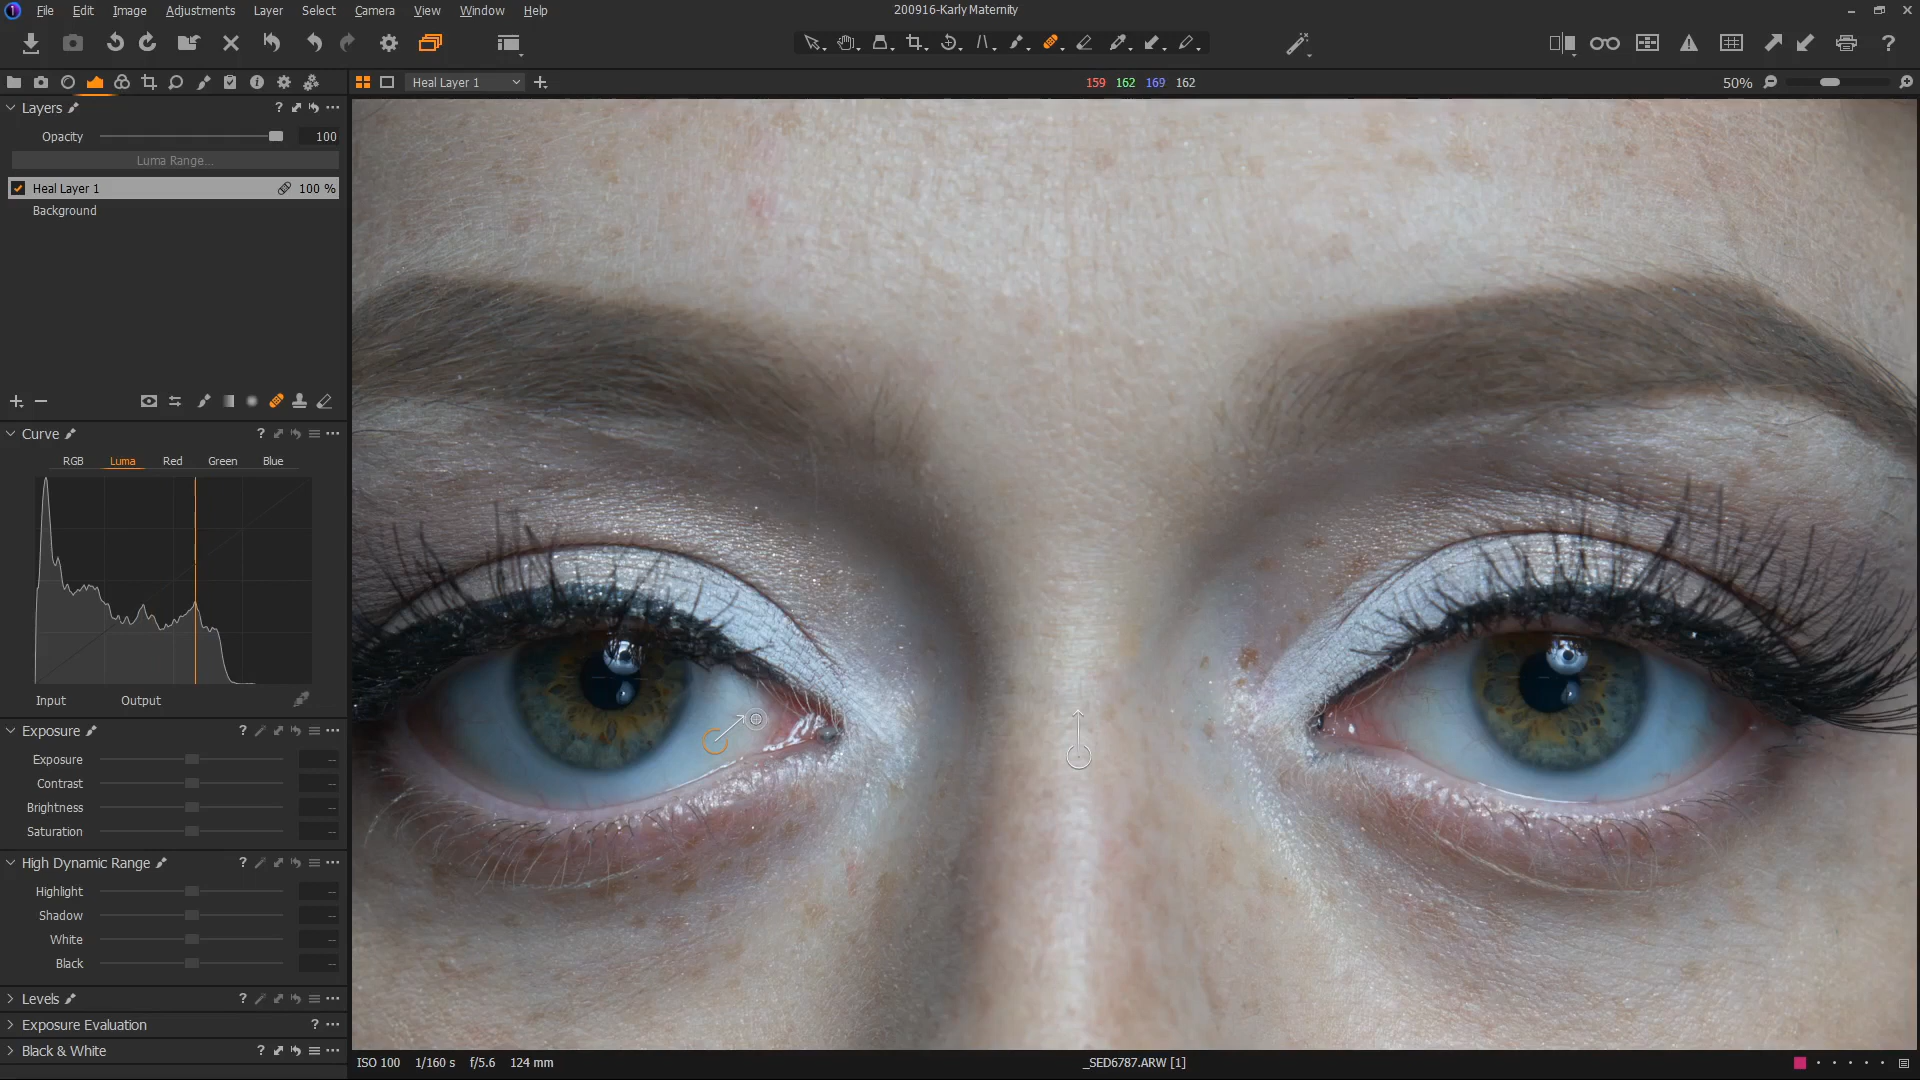 File Edit Image Adjustments Layer Select Camera View Window Help
200916-Karly Maternity
Heal Layer 1
159 162 169 162
50%
Layers
Opacity 100
Luma Range...
Heal Layer 1 100 %
Background
Curve
RGB Luma Red Green Blue
Input Output
Exposure
Exposure --
Contrast --
Brightness --
Saturation --
High Dynamic Range
Highlight --
Shadow --
White --
Black --
Levels
Exposure Evaluation
Black & White
ISO 100 1/160 s f/5.6 124 mm
_SED6787.ARW [1]